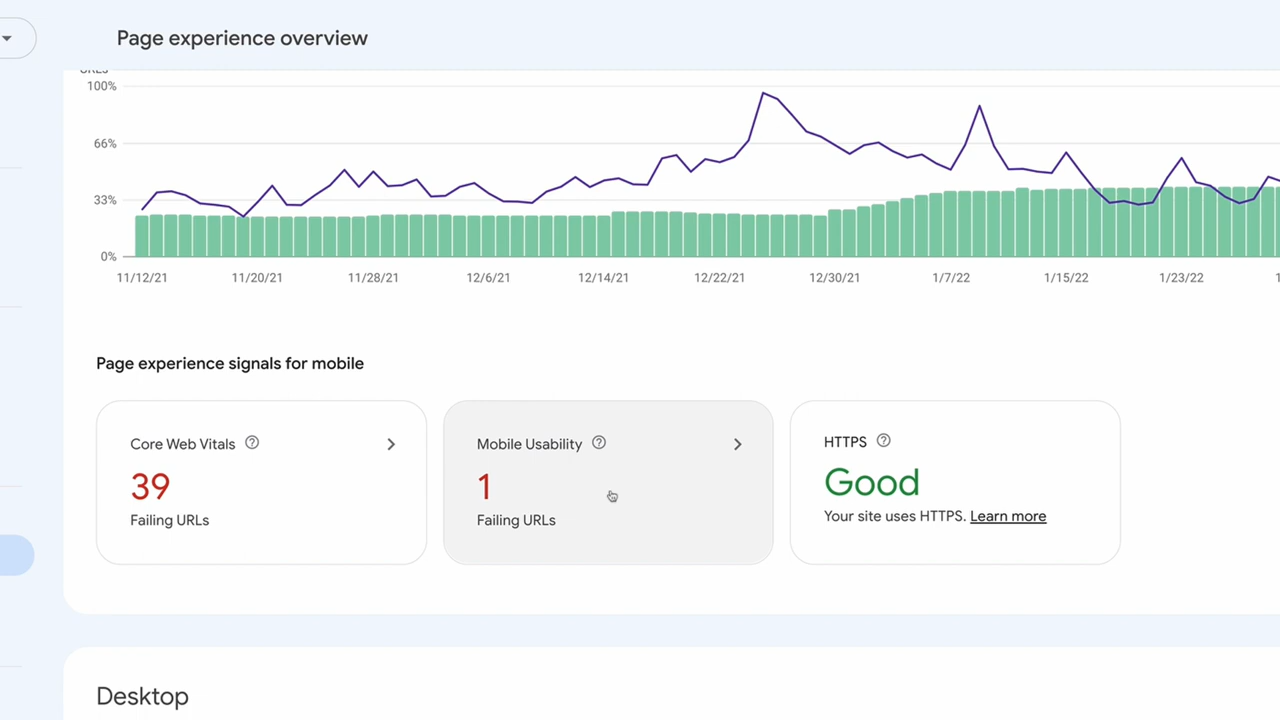 Page experience overview
URLs
100%
66%
33%
0%
11/12/21 11/20/21 11/28/21 12/6/21 12/14/21 12/22/21 12/30/21 1/7/22 1/15/22 1/23/22
Page experience signals for mobile
Core Web Vitals
39
Failing URLs
Mobile Usability
1
Failing URLs
HTTPS
Good
Your site uses HTTPS. Learn more
Desktop